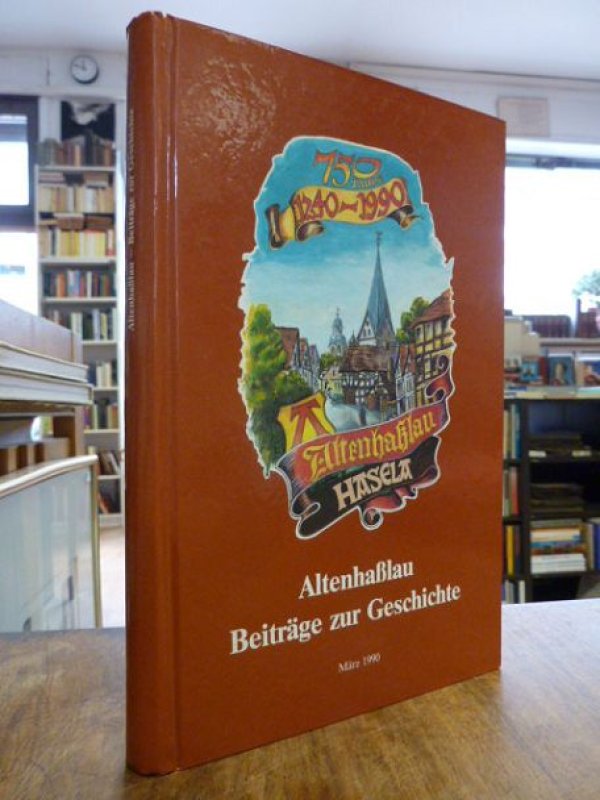 Altenhaßlau – Beiträge zur Geschichte
750
Jahre
1240-1990
Altenhaßlau
HASELA
Altenhaßlau
Beiträge zur Geschichte
März 1990